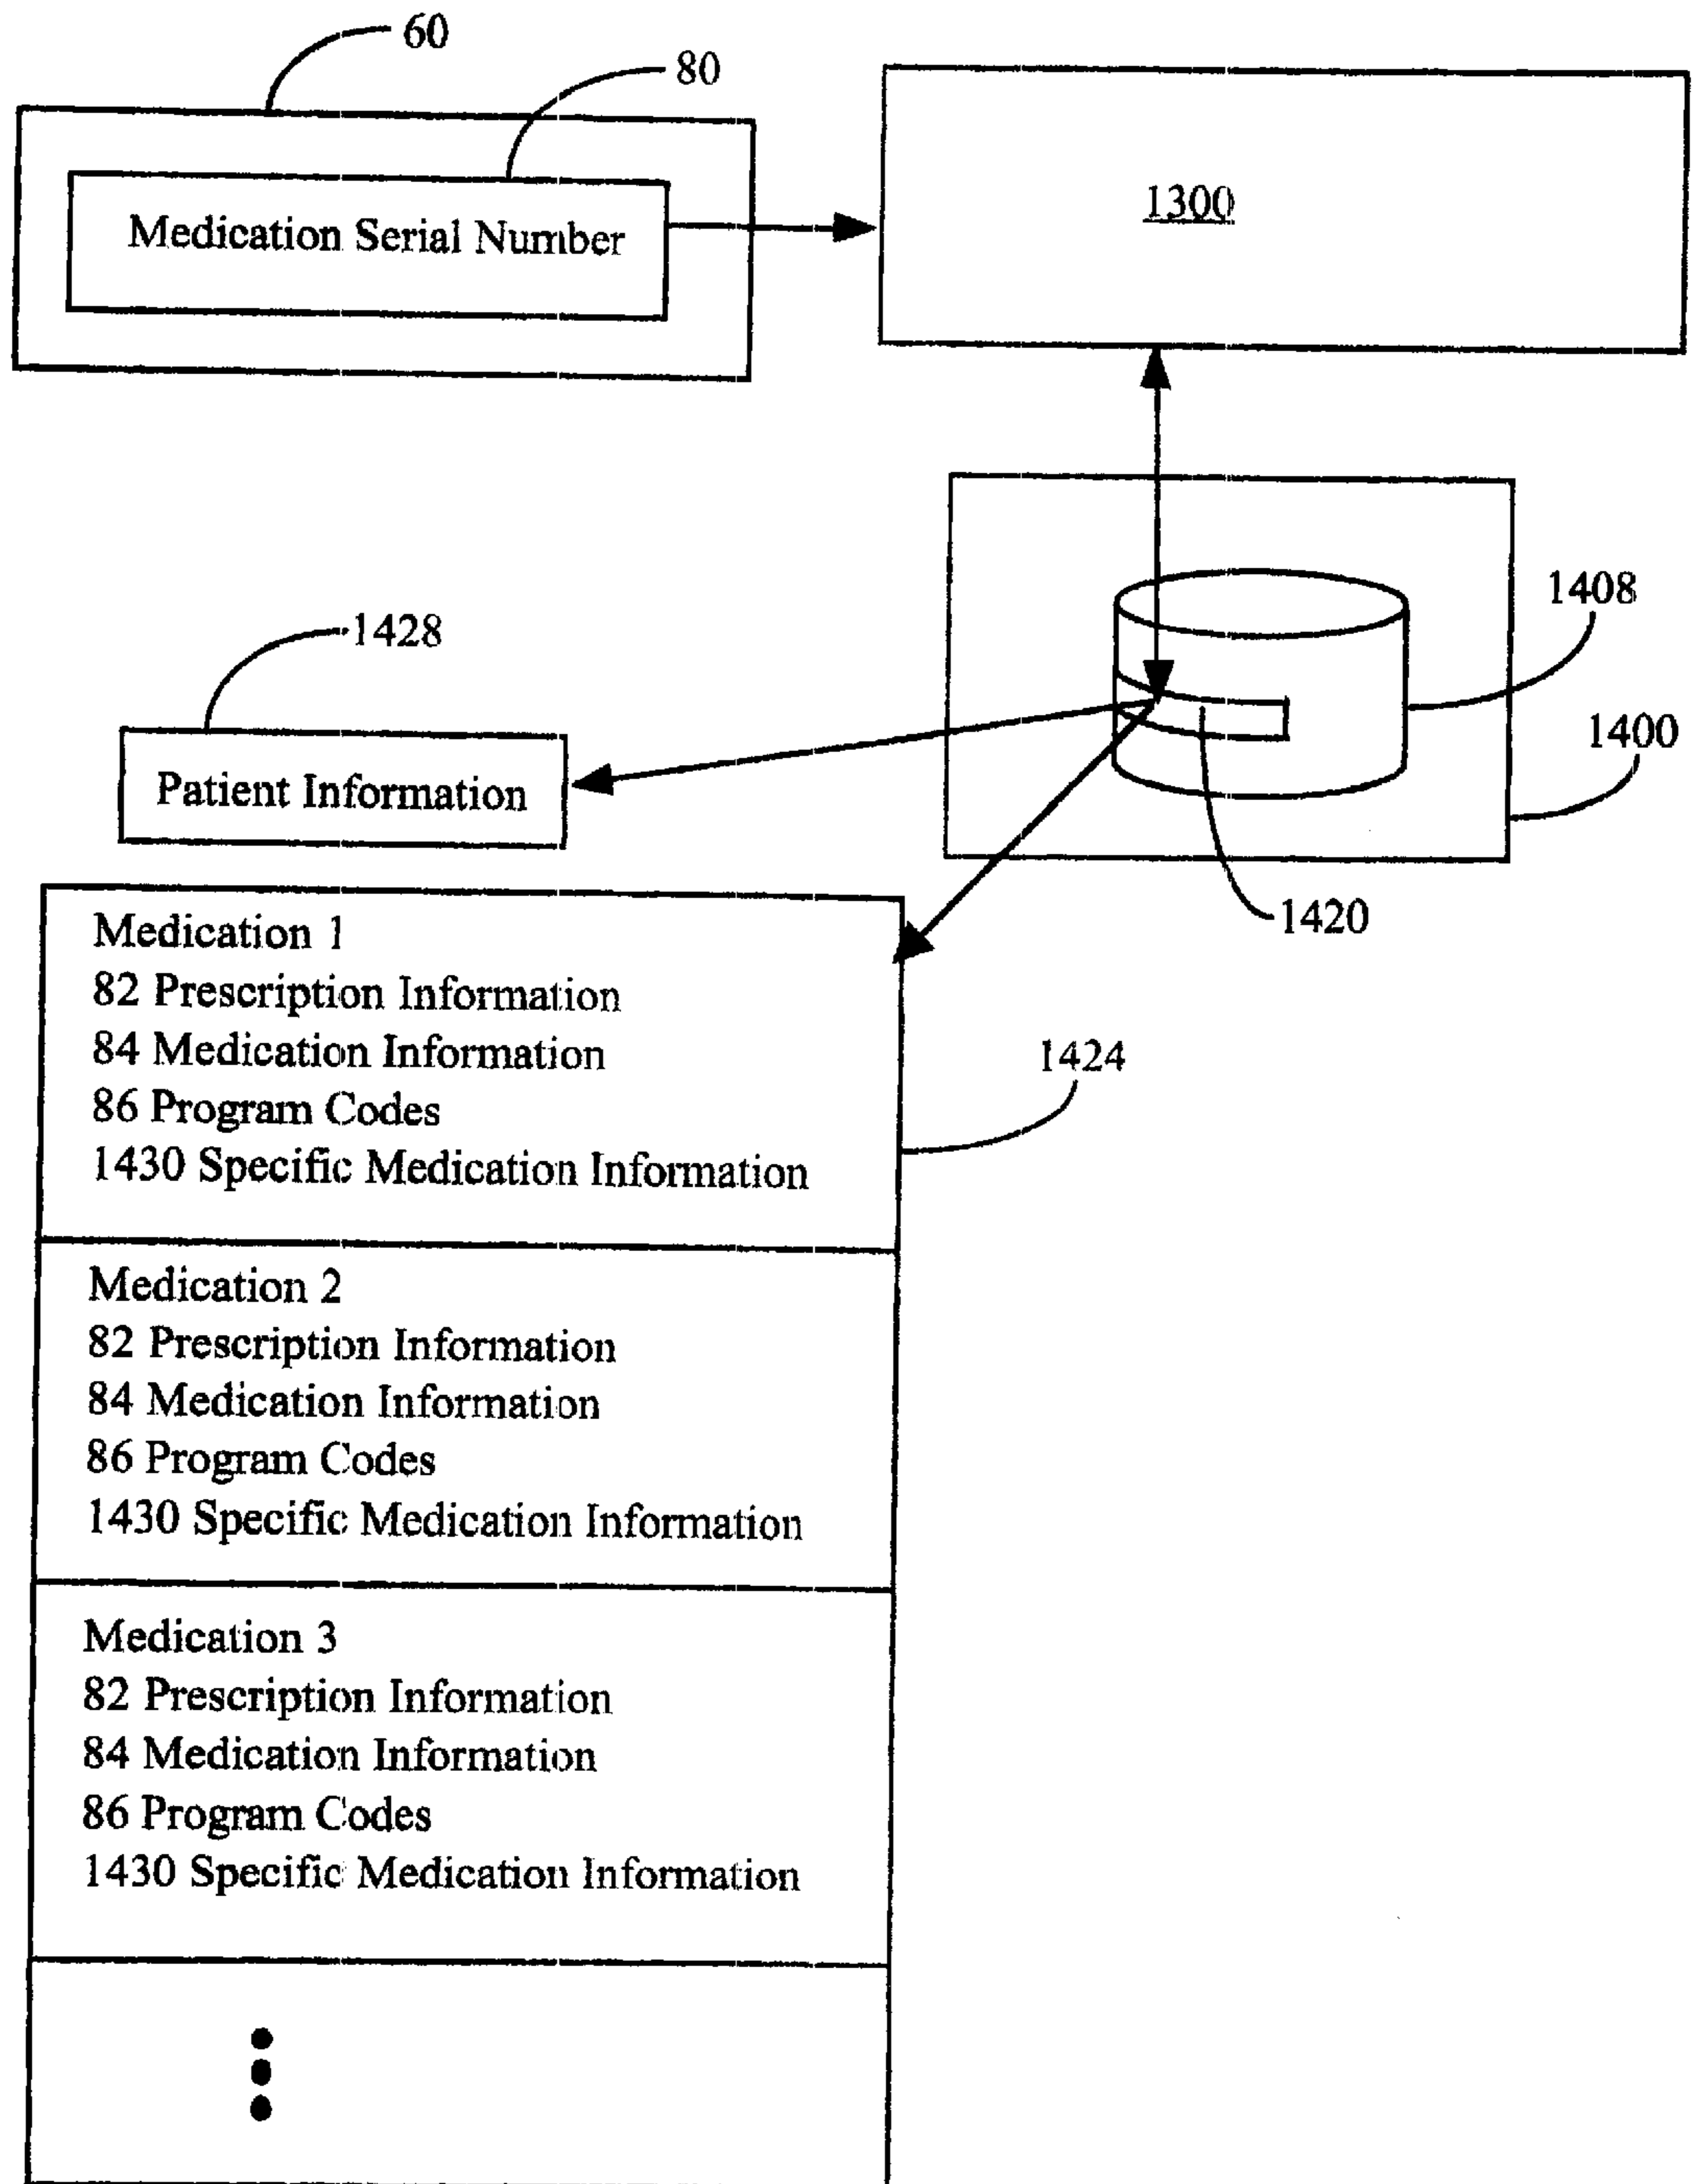 60
80
Medication Serial Number
1300
1408
1428
1400
Patient Information
1420
Medication 1
82 Prescription Information
84 Medication Information
86 Program Codes
1430 Specific Medication Information
1424
Medication 2
82 Prescription Information
84 Medication Information
86 Program Codes
1430 Specific Medication Information
Medication 3
82 Prescription Information
84 Medication Information
86 Program Codes
1430 Specific Medication Information